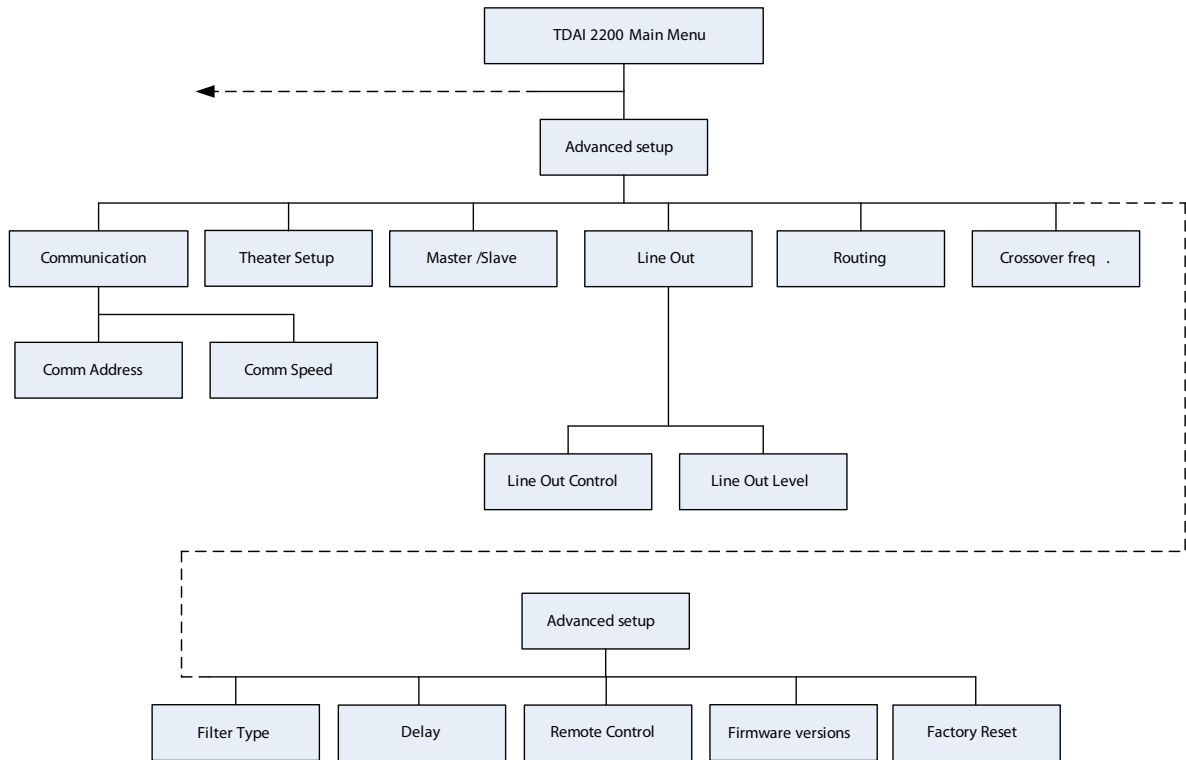 TDAI 2200 Main Menu
Advanced setup
Communication
Theater Setup
Master /Slave
Line Out
Routing
Crossover freq .
Comm Address
Comm Speed
Line Out Control
Line Out Level
Advanced setup
Filter Type
Delay
Remote Control
Firmware versions
Factory Reset